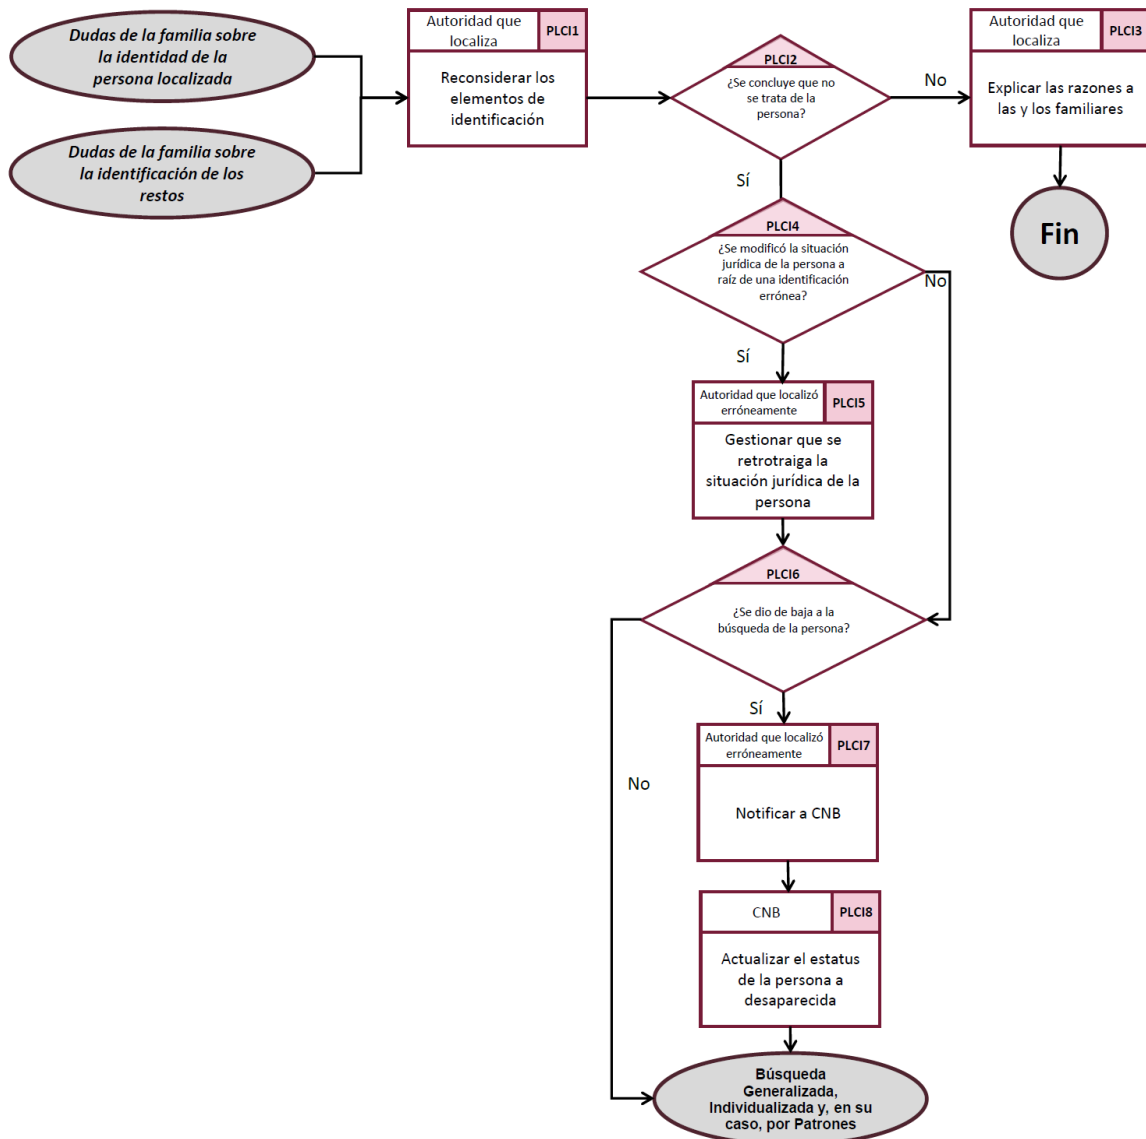 Dudas de la familia sobre
la identidad de la
persona localizada
Dudas de la familia sobre
la identificación de los
restos
Autoridad que
localiza
PLCI1
Reconsiderar los
elementos de
identificación
PLCI2
¿Se concluye que no
se trata de la
persona?
No
Autoridad que
localiza
PLCI3
Explicar las razones a
las y los familiares
Fin
Sí
PLCI4
¿Se modificó la situación
jurídica de la persona a
raíz de una identificación
errónea?
No
Sí
Autoridad que localizó
erróneamente
PLCI5
Gestionar que se
retrotraiga la
situación jurídica de la
persona
PLCI6
¿Se dio de baja a la
búsqueda de la persona?
Sí
No
Autoridad que localizó
erróneamente
PLCI7
Notificar a CNB
CNB
PLCI8
Actualizar el estatus
de la persona a
desaparecida
Búsqueda
Generalizada,
Individualizada y, en su
caso, por Patrones